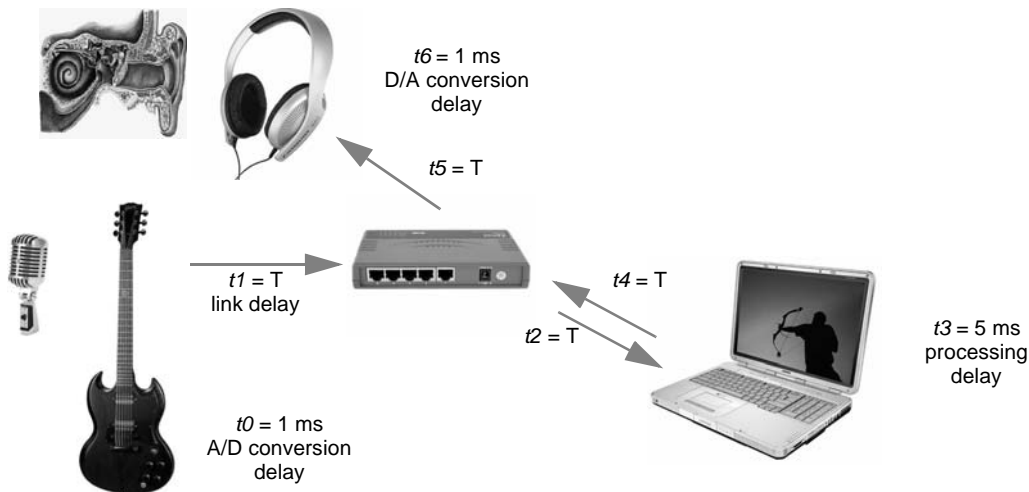 t6 = 1 ms
D/A conversion
delay
t5 = T
t1 = T
link delay
t4 = T
t2 = T
t3 = 5 ms
processing
delay
t0 = 1 ms
A/D conversion
delay